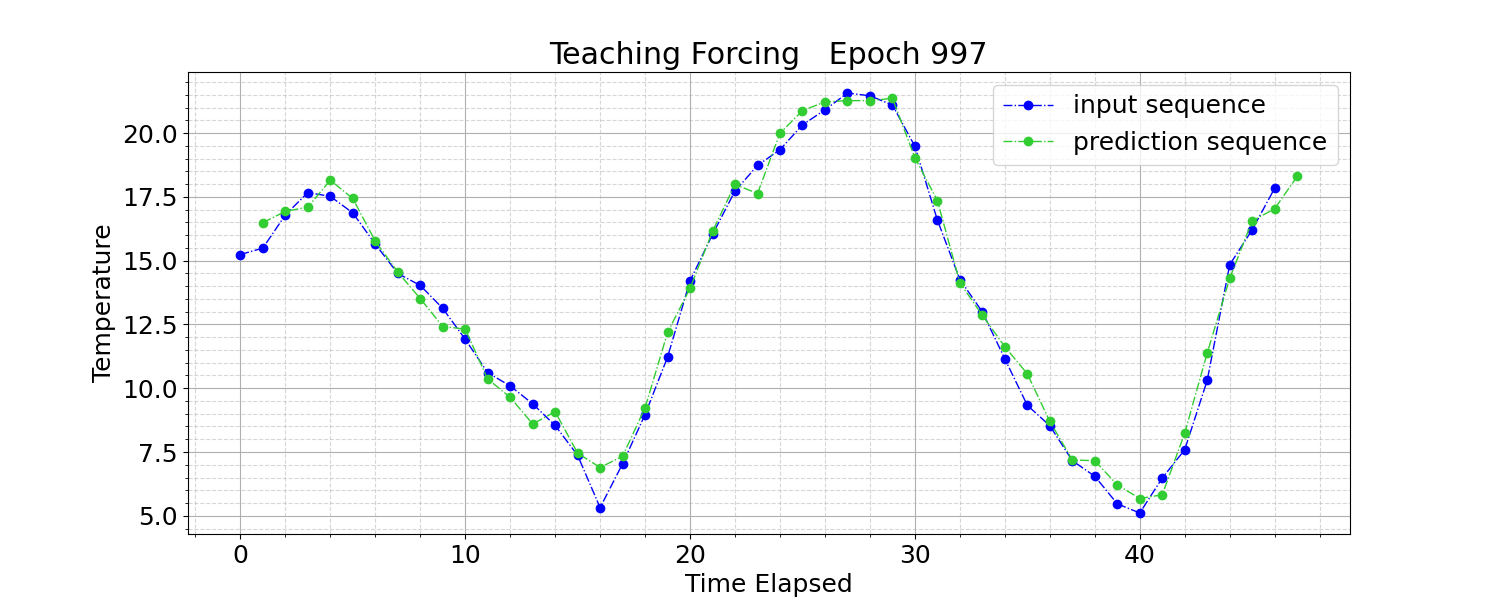 Teaching Forcing   Epoch 997
input sequence
prediction sequence
Temperature
20.0
17.5
15.0
12.5
10.0
7.5
5.0
0 10 20 30 40
Time Elapsed